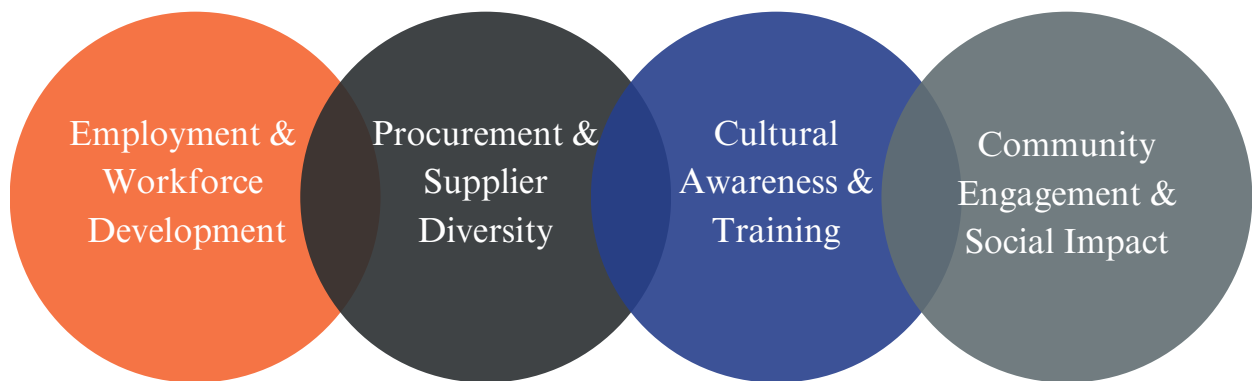 Employment &
Workforce
Development
Procurement &
Supplier
Diversity
Cultural
Awareness &
Training
Community
Engagement &
Social Impact